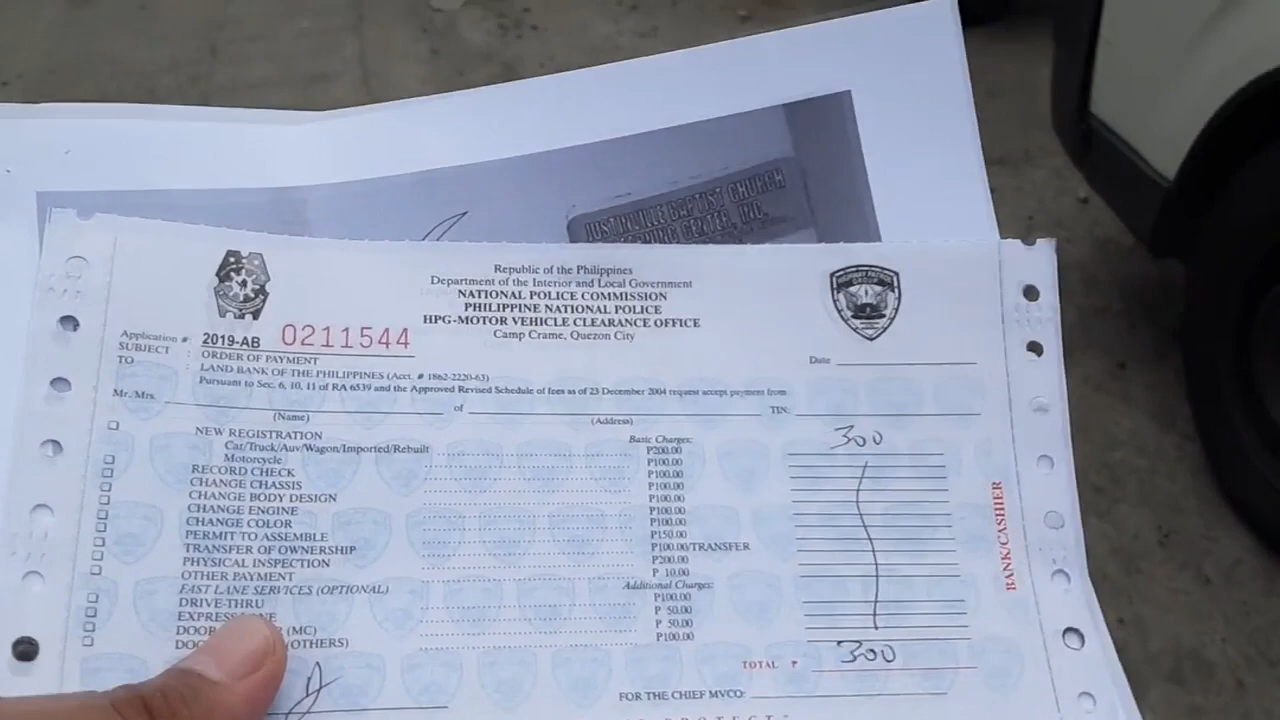 JUSTINVILLE BAPTIST CHURCH
CENTER, INC.
Republic of the Philippines
Department of the Interior and Local Government
NATIONAL POLICE COMMISSION
PHILIPPINE NATIONAL POLICE
HPG-MOTOR VEHICLE CLEARANCE OFFICE
Camp Crame, Quezon City
HIGHWAY PATROL GROUP
Application #: 2019-AB 0211544
SUBJECT : ORDER OF PAYMENT
Date
TO : LAND BANK OF THE PHILIPPINES (Acct. # 1862-2220-63)
Pursuant to Sec. 6, 10, 11 of RA 6539 and the Approved Revised Schedule of fees as of 23 December 2004 request accept payment from
Mr./Mrs. of TIN:
(Name) (Address)
NEW REGISTRATION Basic Charges: 300
Car/Truck/Auv/Wagon/Imported/Rebuilt P200.00
Motorcycle P100.00
RECORD CHECK P100.00
CHANGE CHASSIS P100.00
CHANGE BODY DESIGN P100.00
CHANGE ENGINE P100.00
CHANGE COLOR P100.00
PERMIT TO ASSEMBLE P150.00
TRANSFER OF OWNERSHIP P100.00/TRANSFER
PHYSICAL INSPECTION P200.00
OTHER PAYMENT P 10.00
FAST LANE SERVICES (OPTIONAL) Additional Charges:
DRIVE-THRU P100.00
P 50.00
(MC) P 50.00
(OTHERS) P100.00
TOTAL P 300
FOR THE CHIEF MVCO:
BANK/CASHIER